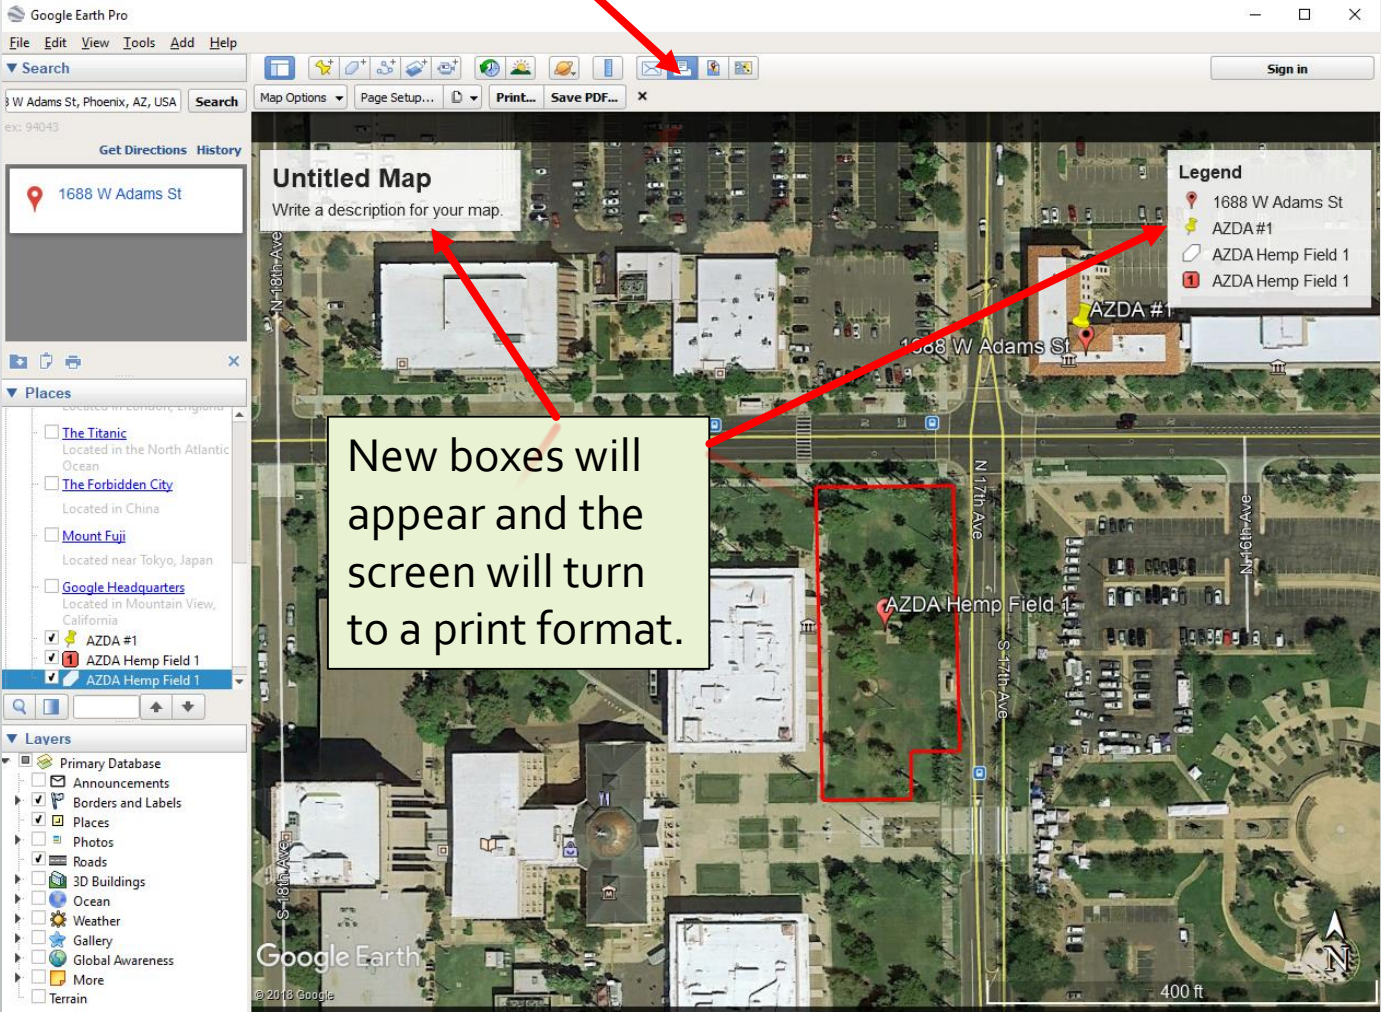 Google Earth Pro
File Edit View Tools Add Help
Search
W Adams St, Phoenix, AZ, USA Search
ex: 94043
Get Directions History
1688 W Adams St
Places
Located in London, England
The Titanic
Located in the North Atlantic
Ocean
The Forbidden City
Located in China
Mount Fuji
Located near Tokyo, Japan
Google Headquarters
Located in Mountain View,
California
AZDA #1
1 AZDA Hemp Field 1
AZDA Hemp Field 1
Layers
Primary Database
Announcements
Borders and Labels
Places
Photos
Roads
3D Buildings
Ocean
Weather
Gallery
Global Awareness
More
Terrain
Sign in
Map Options Page Setup... Print... Save PDF...
Untitled Map
Write a description for your map.
Legend
1688 W Adams St
AZDA #1
AZDA Hemp Field 1
1 AZDA Hemp Field 1
N 18th Ave
AZDA #1
1688 W Adams St
New boxes will
appear and the
screen will turn
to a print format.
N 17th Ave
N 16th Ave
AZDA Hemp Field 1
S 17th Ave
S 18th Ave
Google Earth
© 2018 Google
400 ft
N